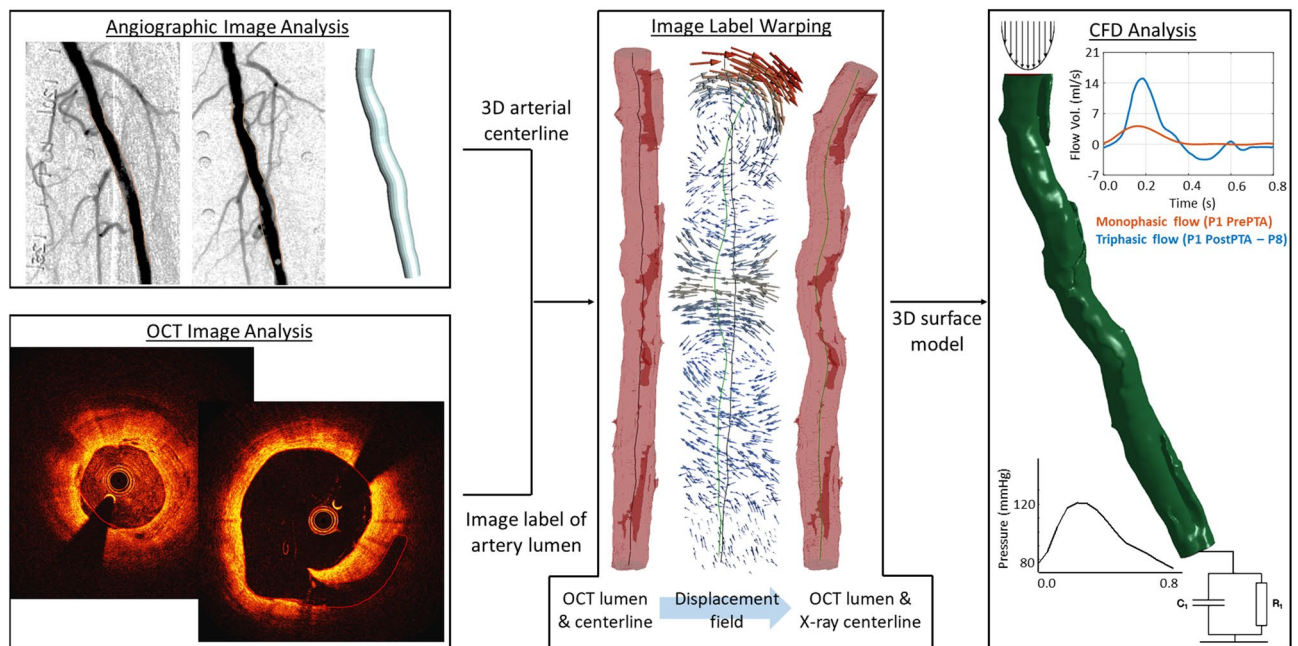 Angiographic Image Analysis
3D arterial
centerline
OCT Image Analysis
Image label of
artery lumen
Image Label Warping
OCT lumen
& centerline
Displacement
field
OCT lumen &
X-ray centerline
3D surface
model
CFD Analysis
Flow Vol. (ml/s)
21
14
7
0
-7
0.0 0.2 0.4 0.6 0.8
Time (s)
Monophasic flow (P1 PrePTA)
Triphasic flow (P1 PostPTA – P8)
Pressure (mmHg)
120
80
0.0 0.8
C1
R1